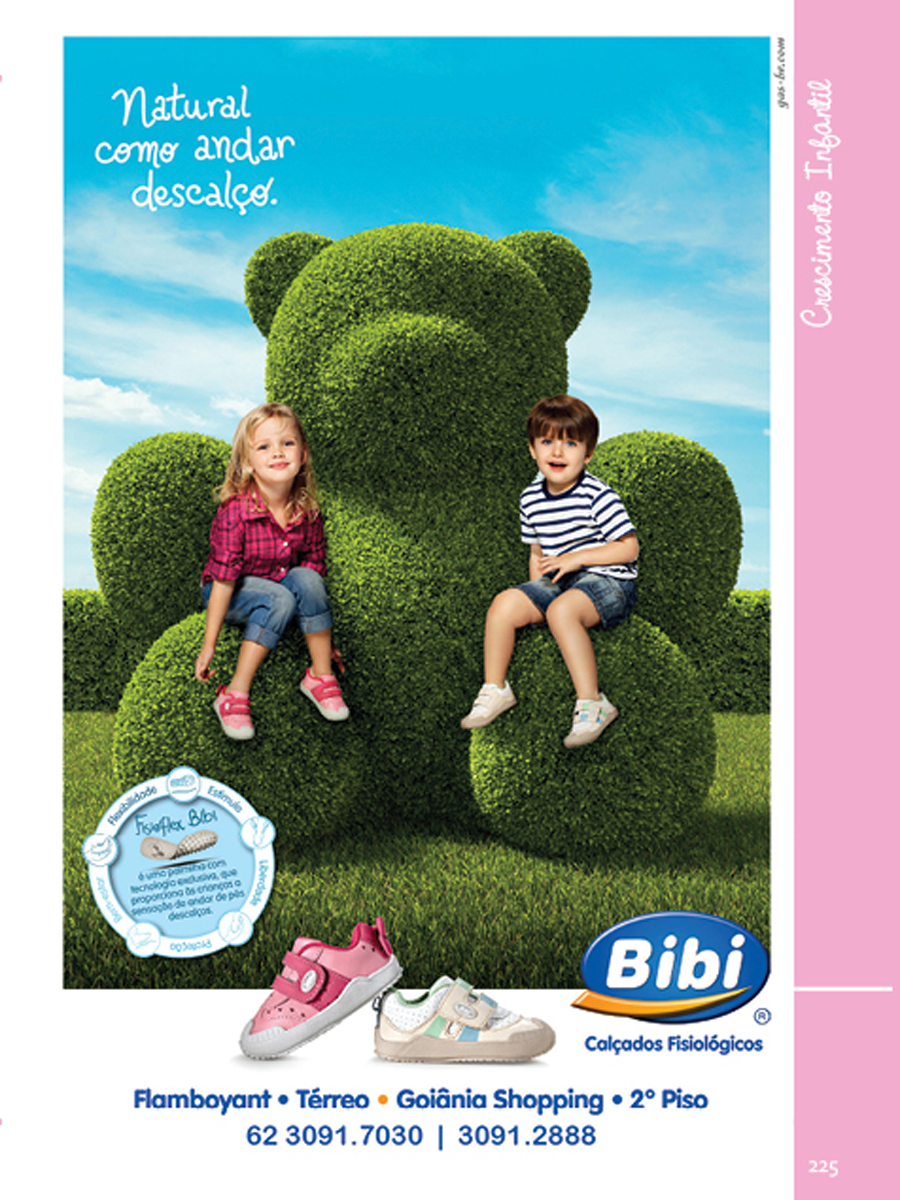 Natural
como andar
descalço.
gas-br.com
Crescimento Infantil
Flexibilidade
Estímulo
Liberdade
Proteção
Bem-estar
Fisioflex Bibi
é uma palmilha com
tecnologia exclusiva, que
proporciona às crianças a
sensação de andar de pés
descalços.
Bibi
®
Calçados Fisiológicos
Flamboyant • Térreo • Goiânia Shopping • 2º Piso
62 3091.7030 | 3091.2888
225